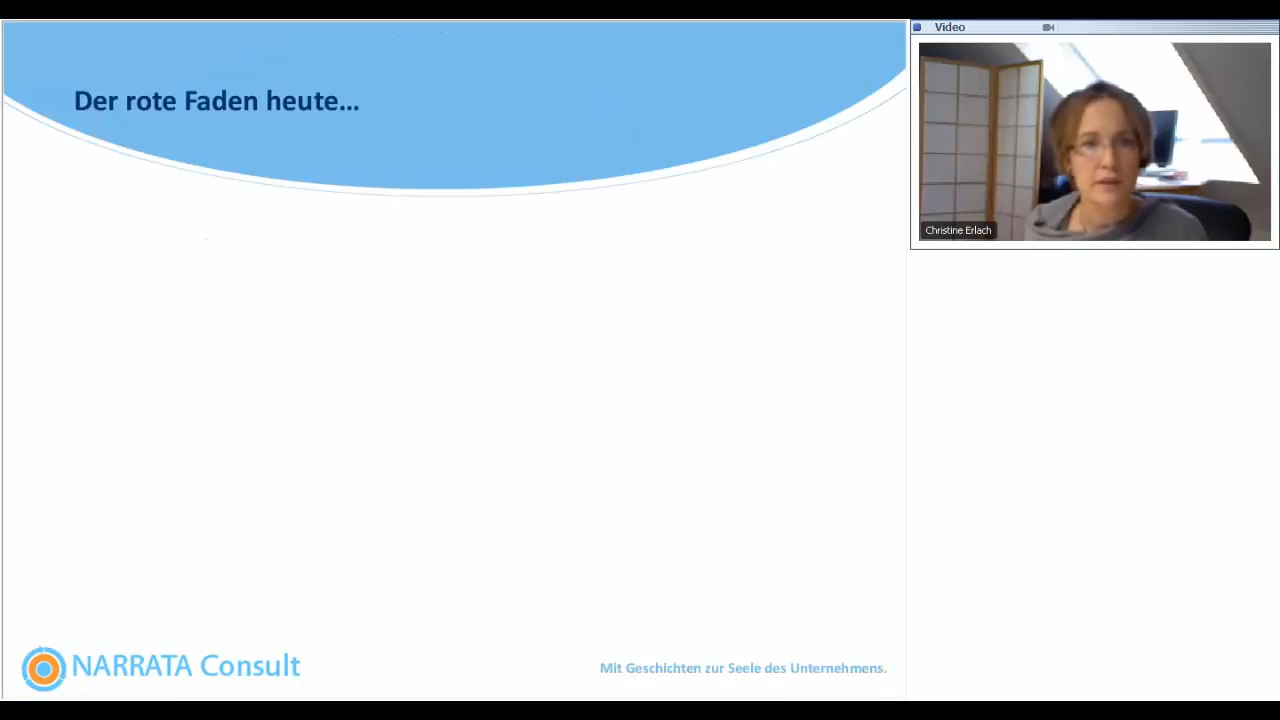 Der rote Faden heute...
Video
Christine Erlach
NARRATA Consult
Mit Geschichten zur Seele des Unternehmens.